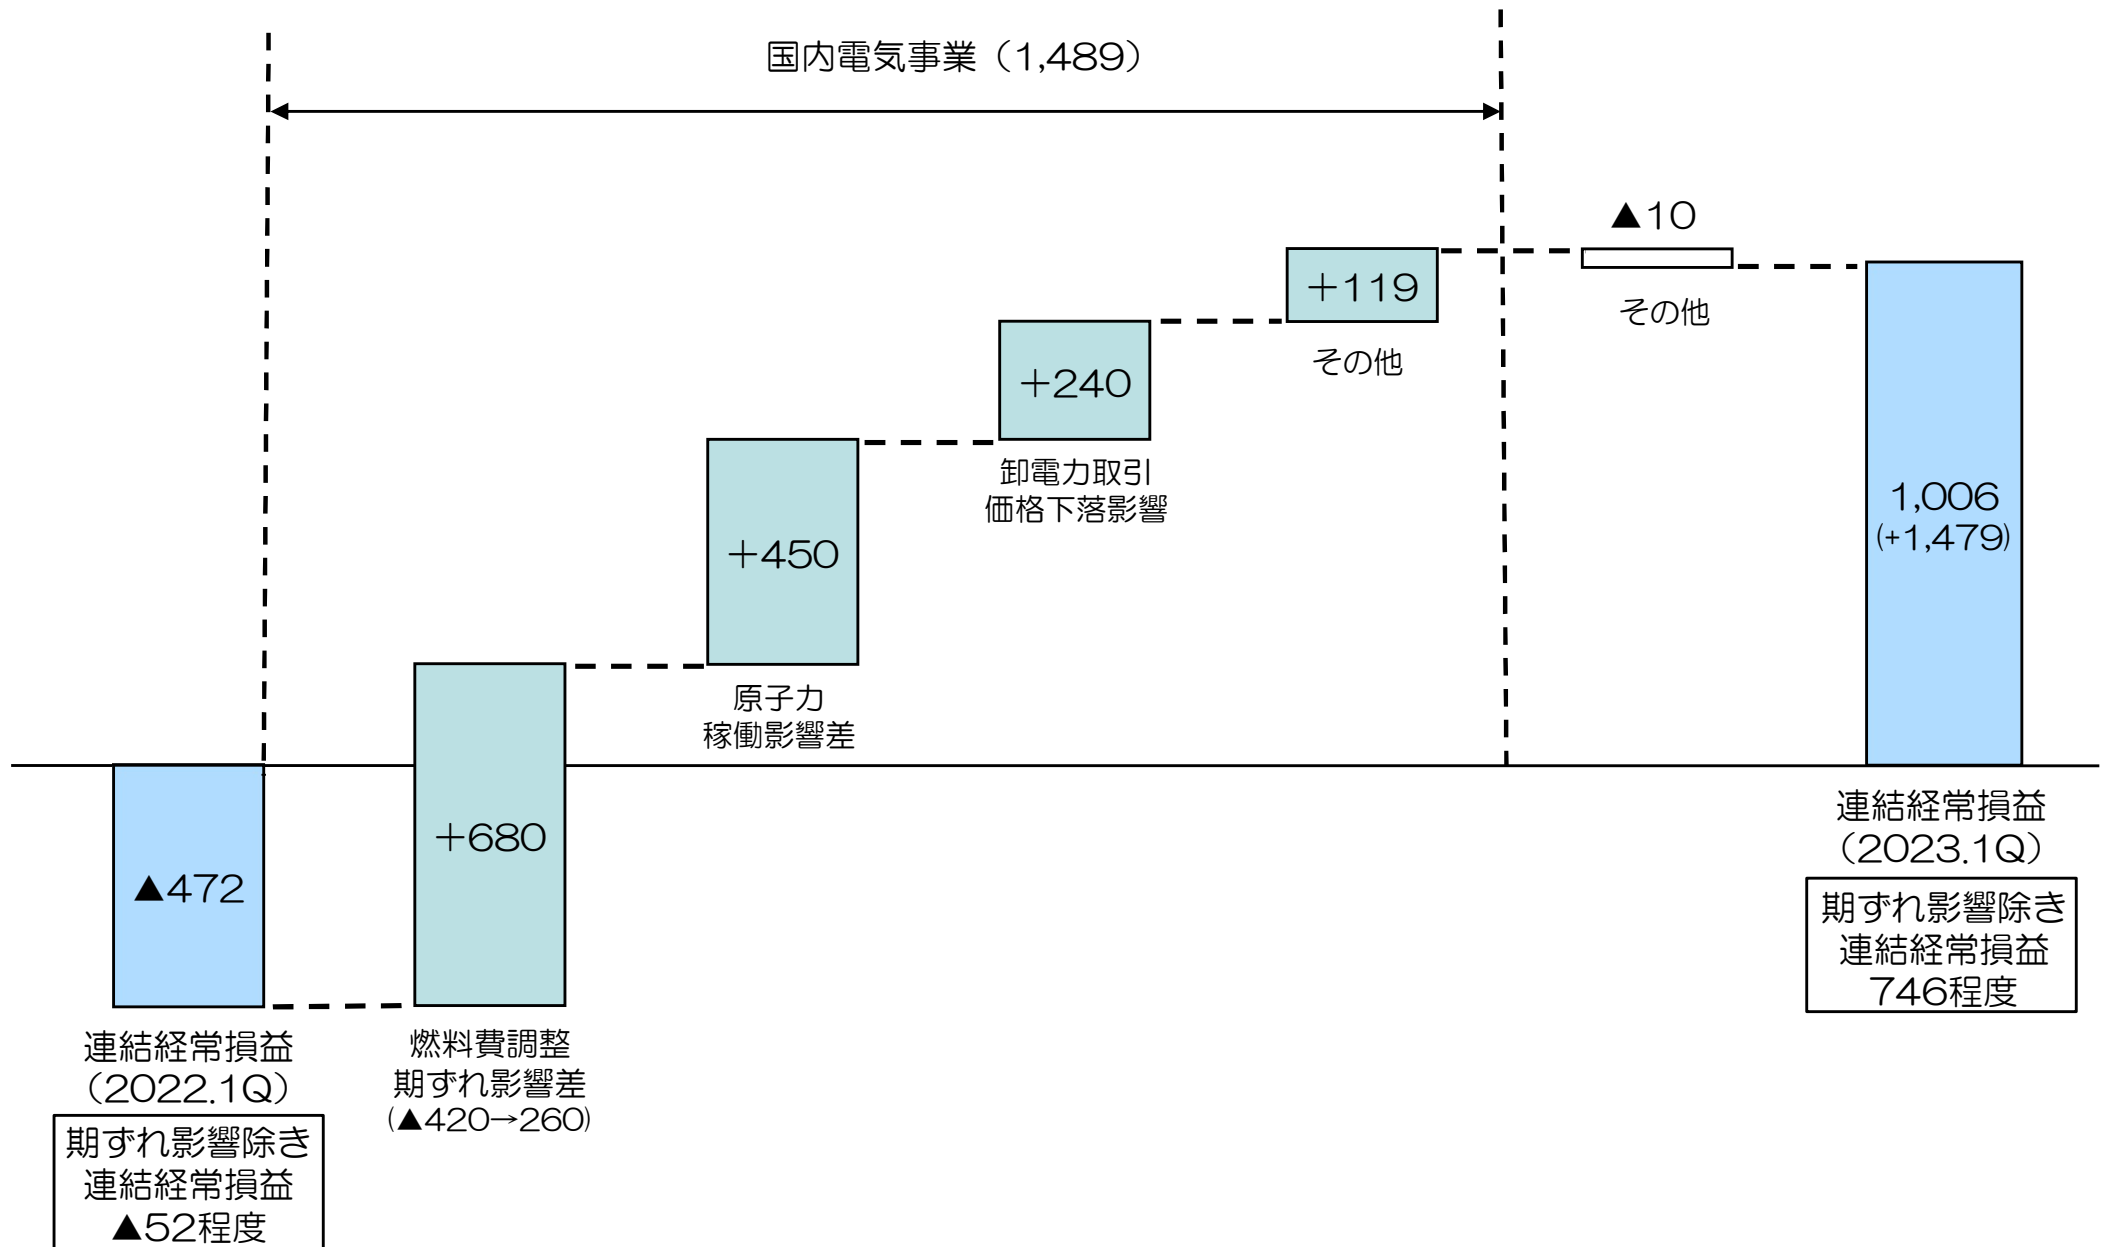 国内電気事業（1,489）
▲10
その他
＋119
その他
＋240
卸電力取引
価格下落影響
＋450
原子力
稼働影響差
＋680
燃料費調整
期ずれ影響差
(▲420→260)
▲472
連結経常損益
（2022.1Q）
期ずれ影響除き
連結経常損益
▲52程度
1,006
(+1,479)
連結経常損益
（2023.1Q）
期ずれ影響除き
連結経常損益
746程度